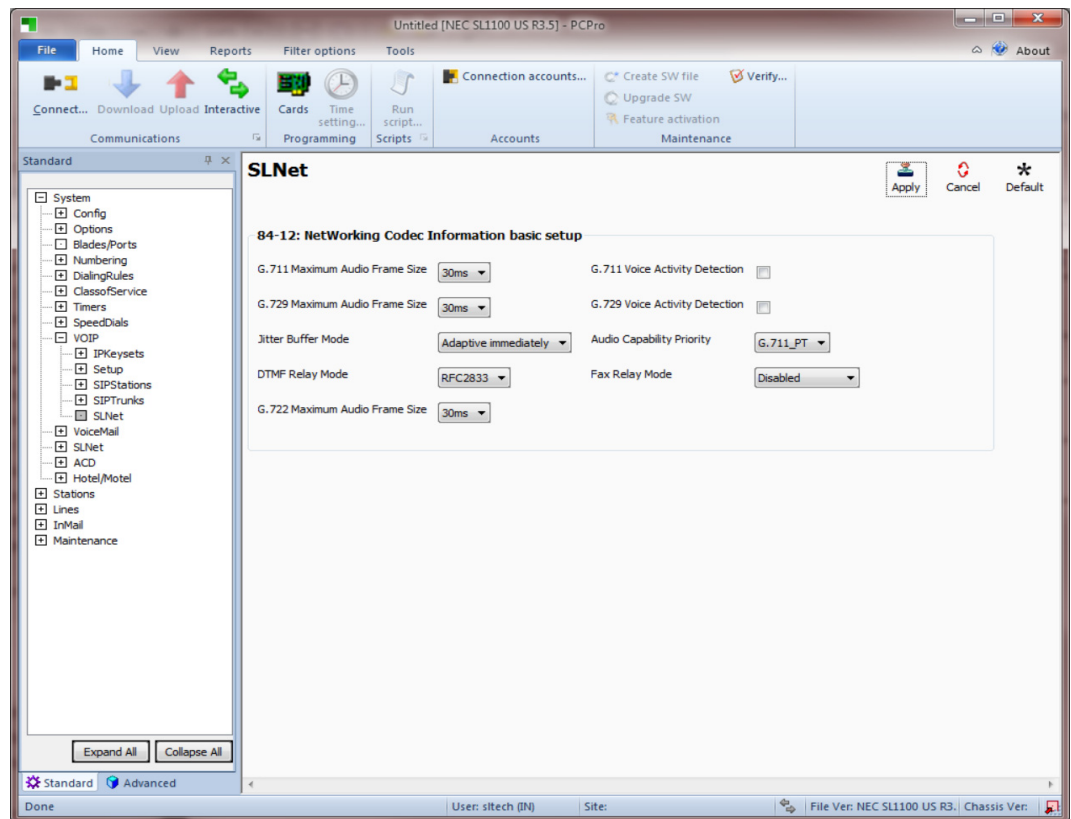 Untitled [NEC SL1100 US R3.5] - PCPro
File Home View Reports Filter options Tools About
Connect... Download Upload Interactive
Communications
Cards Time setting...
Programming
Run script...
Scripts
Connection accounts...
Accounts
Create SW file Verify...
Upgrade SW
Feature activation
Maintenance
Standard
System
Config
Options
Blades/Ports
Numbering
DialingRules
ClassofService
Timers
SpeedDials
VOIP
IPKeysets
Setup
SIPStations
SIPTrunks
SLNet
VoiceMail
SLNet
ACD
Hotel/Motel
Stations
Lines
InMail
Maintenance
Expand All Collapse All
Standard Advanced
SLNet
Apply Cancel Default
84-12: NetWorking Codec Information basic setup
G.711 Maximum Audio Frame Size 30ms G.711 Voice Activity Detection
G.729 Maximum Audio Frame Size 30ms G.729 Voice Activity Detection
Jitter Buffer Mode Adaptive immediately Audio Capability Priority G.711_PT
DTMF Relay Mode RFC2833 Fax Relay Mode Disabled
G.722 Maximum Audio Frame Size 30ms
Done User: sltech (IN) Site: File Ver: NEC SL1100 US R3. Chassis Ver: